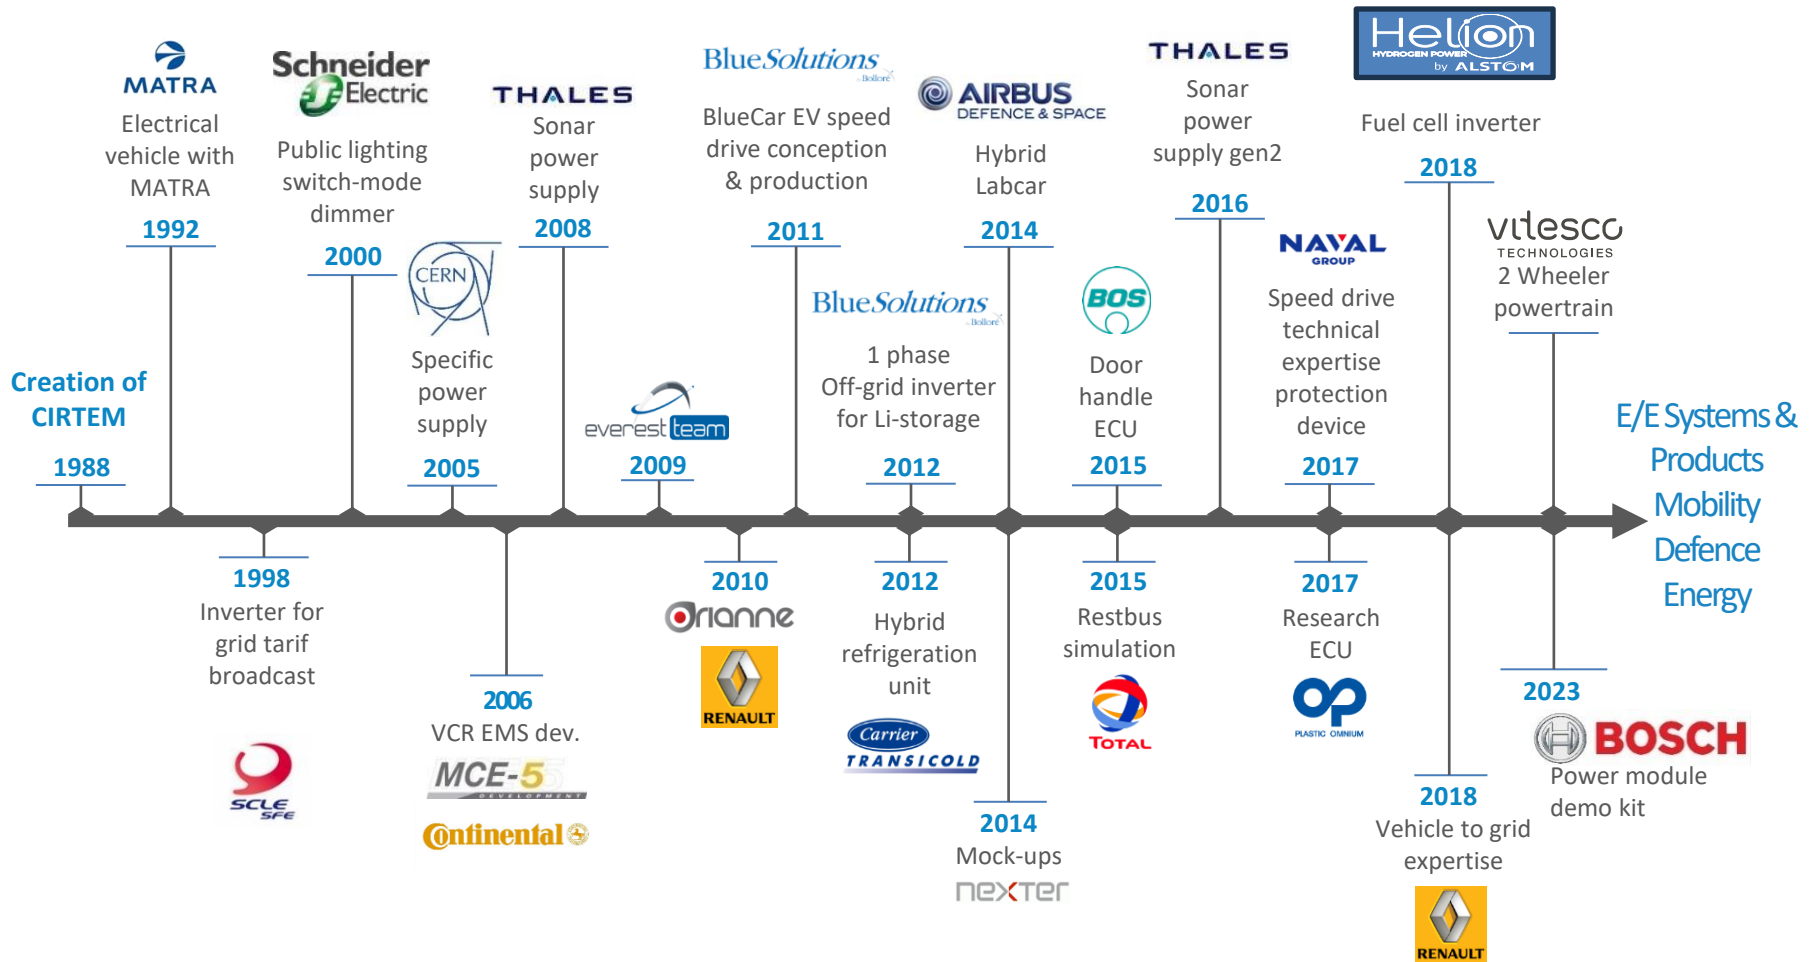 Creation of
CIRTEM
1988
MATRA
Electrical
vehicle with
MATRA
1992
1998
Inverter for
grid tarif
broadcast
SCLE
SFE
Schneider
Electric
Public lighting
switch-mode
dimmer
2000
CERN
Specific
power
supply
2005
2006
VCR EMS dev.
MCE-5
DEVELOPMENT
Continental
THALES
Sonar
power
supply
2008
everest team
2009
2010
Orianne
RENAULT
BlueSolutions
by Bolloré
BlueCar EV speed
drive conception
& production
2011
BlueSolutions
by Bolloré
1 phase
Off-grid inverter
for Li-storage
2012
2012
Hybrid
refrigeration
unit
Carrier
TRANSICOLD
AIRBUS
DEFENCE & SPACE
Hybrid
Labcar
2014
2014
Mock-ups
nexter
BOS
Door
handle
ECU
2015
2015
Restbus
simulation
TOTAL
THALES
Sonar
power
supply gen2
2016
NAVAL
GROUP
Speed drive
technical
expertise
protection
device
2017
2017
Research
ECU
OP
PLASTIC OMNIUM
Helion
HYDROGEN POWER
by ALSTOM
Fuel cell inverter
2018
2018
Vehicle to grid
expertise
RENAULT
vitesco
TECHNOLOGIES
2 Wheeler
powertrain
2023
BOSCH
Power module
demo kit
E/E Systems &
Products
Mobility
Defence
Energy